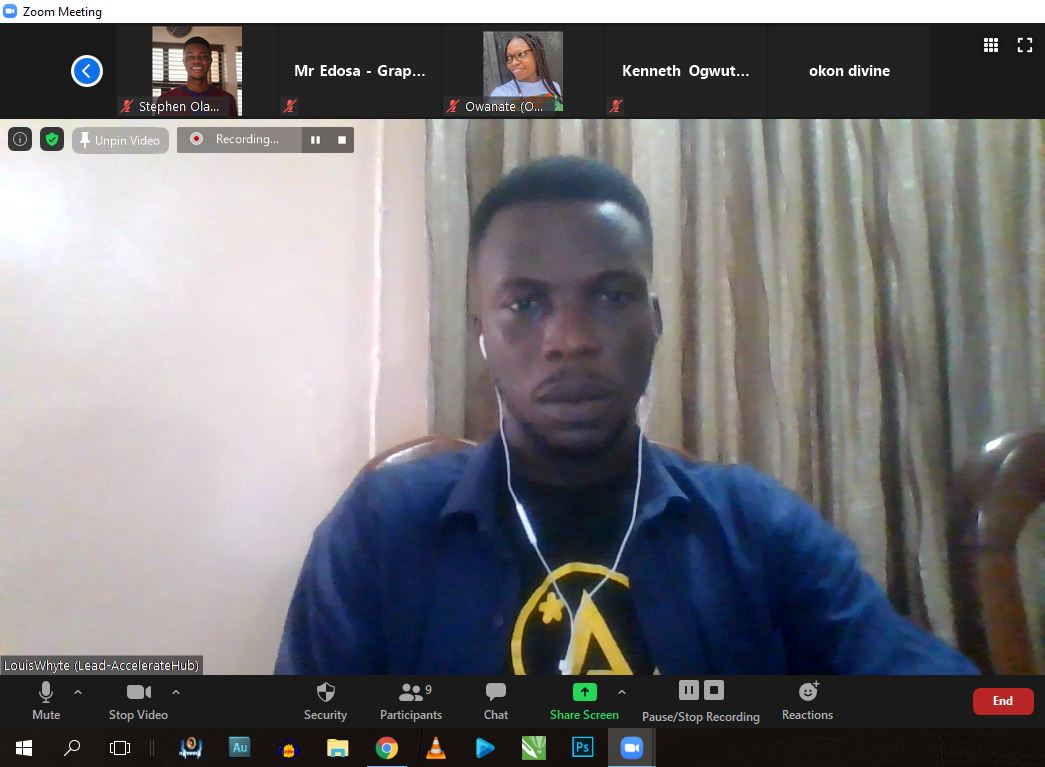 Zoom Meeting
Stephen Ola...
Mr Edosa - Grap...
Owanate (O...
Kenneth Ogwut...
okon divine
Unpin Video
Recording...
A
LouisWhyte (Lead-AccelerateHub)
Mute
Stop Video
Security
9
Participants
Chat
Share Screen
Pause/Stop Recording
Reactions
End
Au
Ps